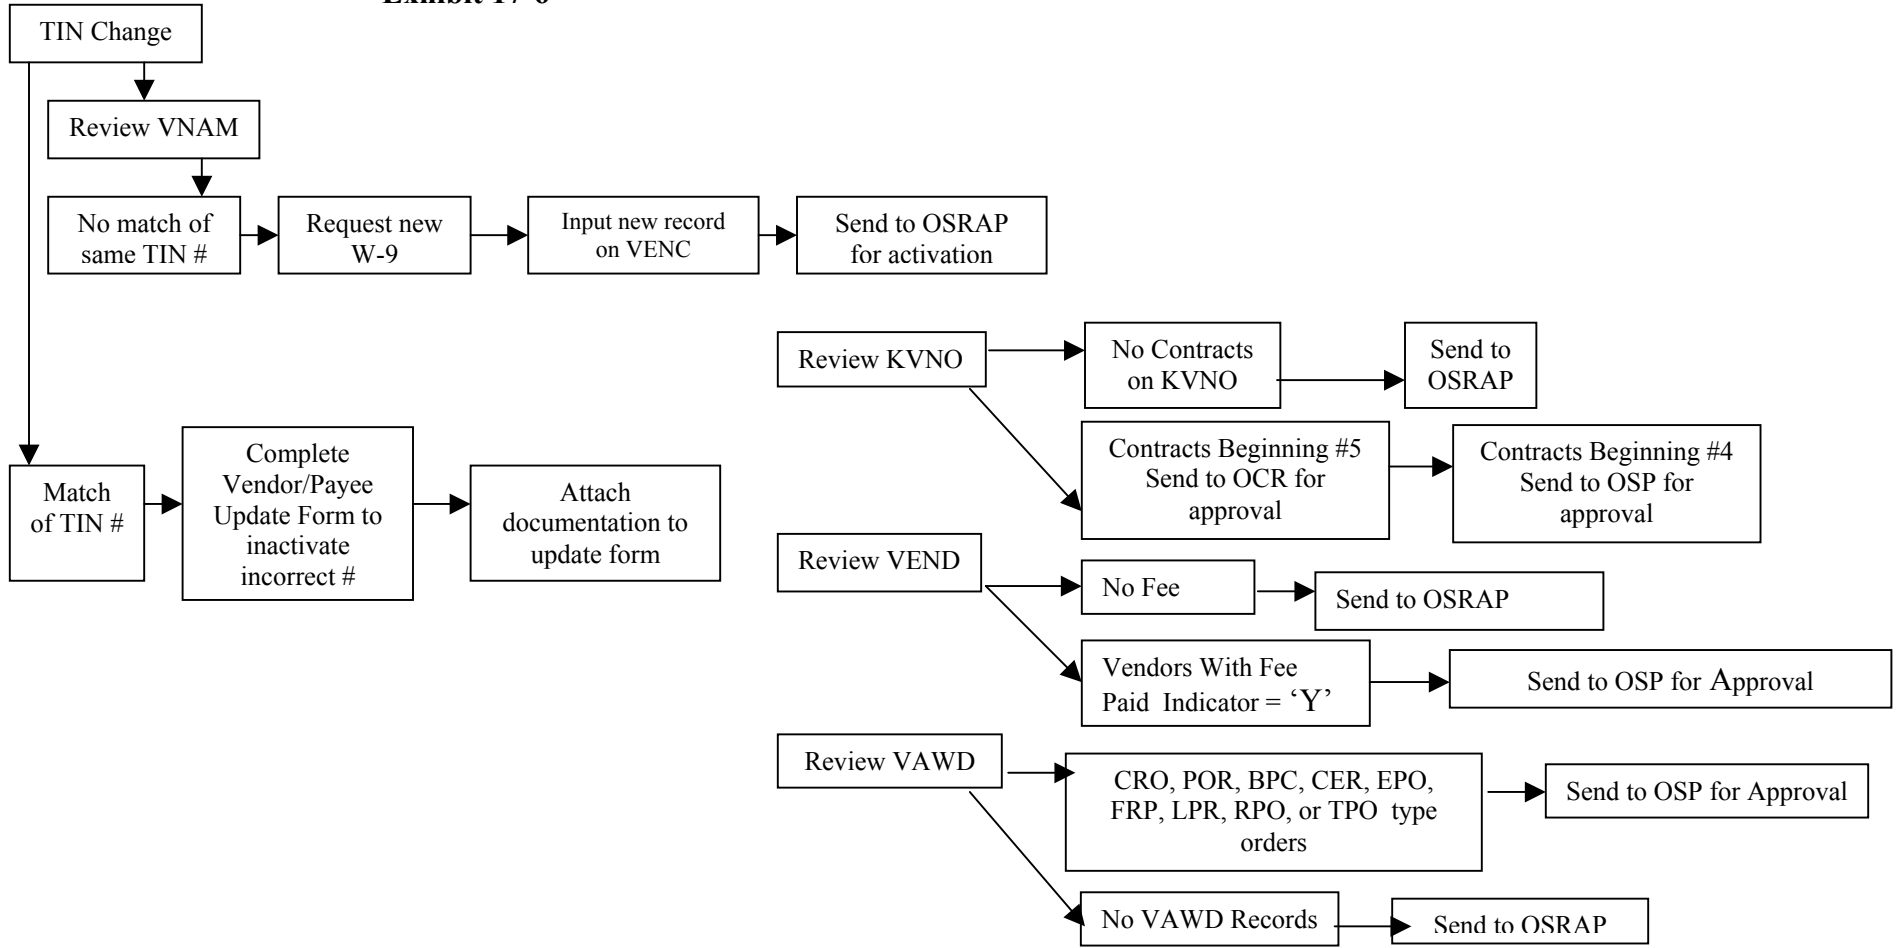 Exhibit 17-6
TIN Change
Review VNAM
No match of
same TIN #
Request new
W-9
Input new record
on VENC
Send to OSRAP
for activation
Review KVNO
No Contracts
on KVNO
Send to
OSRAP
Contracts Beginning #5
Send to OCR for
approval
Contracts Beginning #4
Send to OSP for
approval
Match
of TIN #
Complete
Vendor/Payee
Update Form to
inactivate
incorrect #
Attach
documentation to
update form
Review VEND
No Fee
Send to OSRAP
Vendors With Fee
Paid Indicator = ‘Y’
Send to OSP for Approval
Review VAWD
CRO, POR, BPC, CER, EPO,
FRP, LPR, RPO, or TPO type
orders
Send to OSP for Approval
No VAWD Records
Send to OSRAP